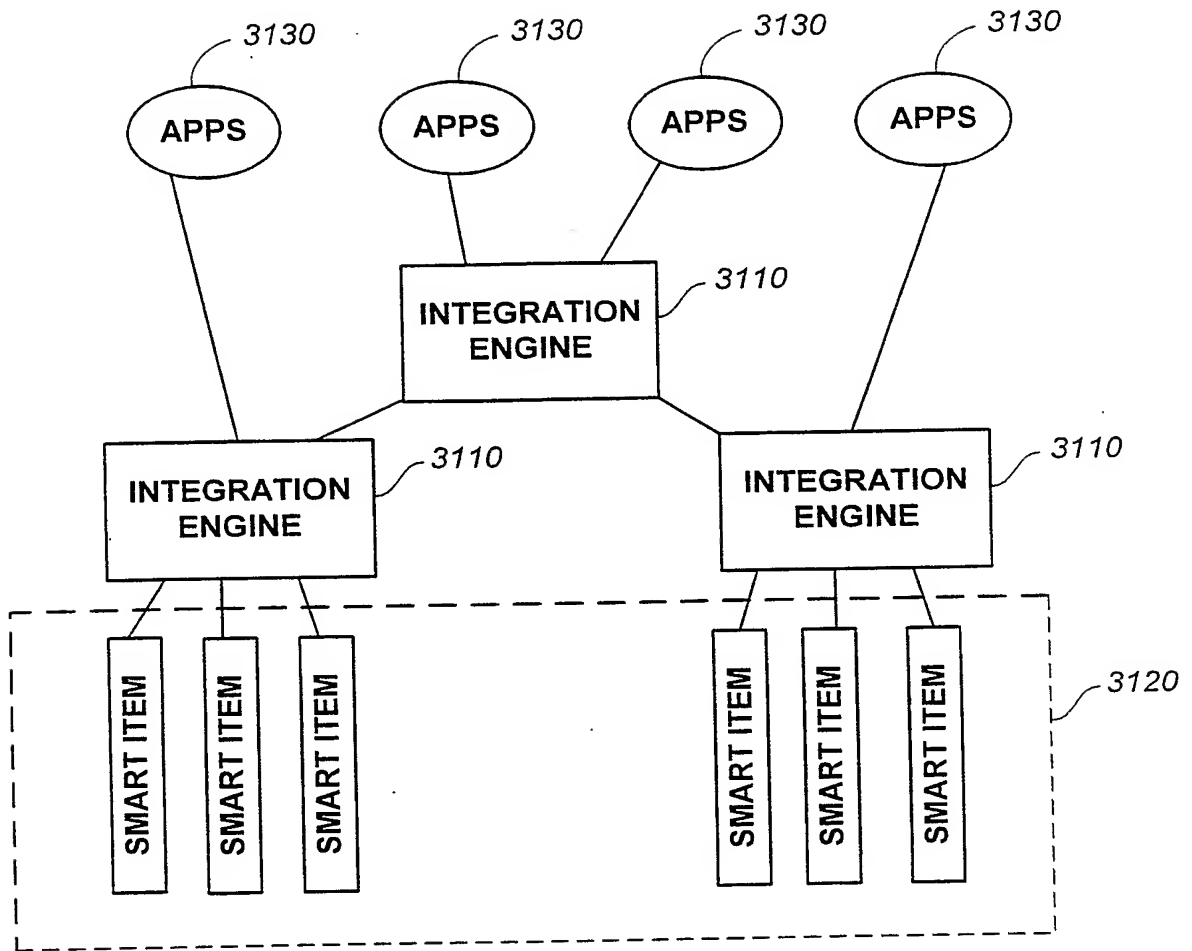 3130
3130
3130
3130
APPS
APPS
APPS
APPS
3110
INTEGRATION
ENGINE
3110
INTEGRATION
ENGINE
3110
INTEGRATION
ENGINE
SMART ITEM
SMART ITEM
SMART ITEM
SMART ITEM
SMART ITEM
SMART ITEM
3120